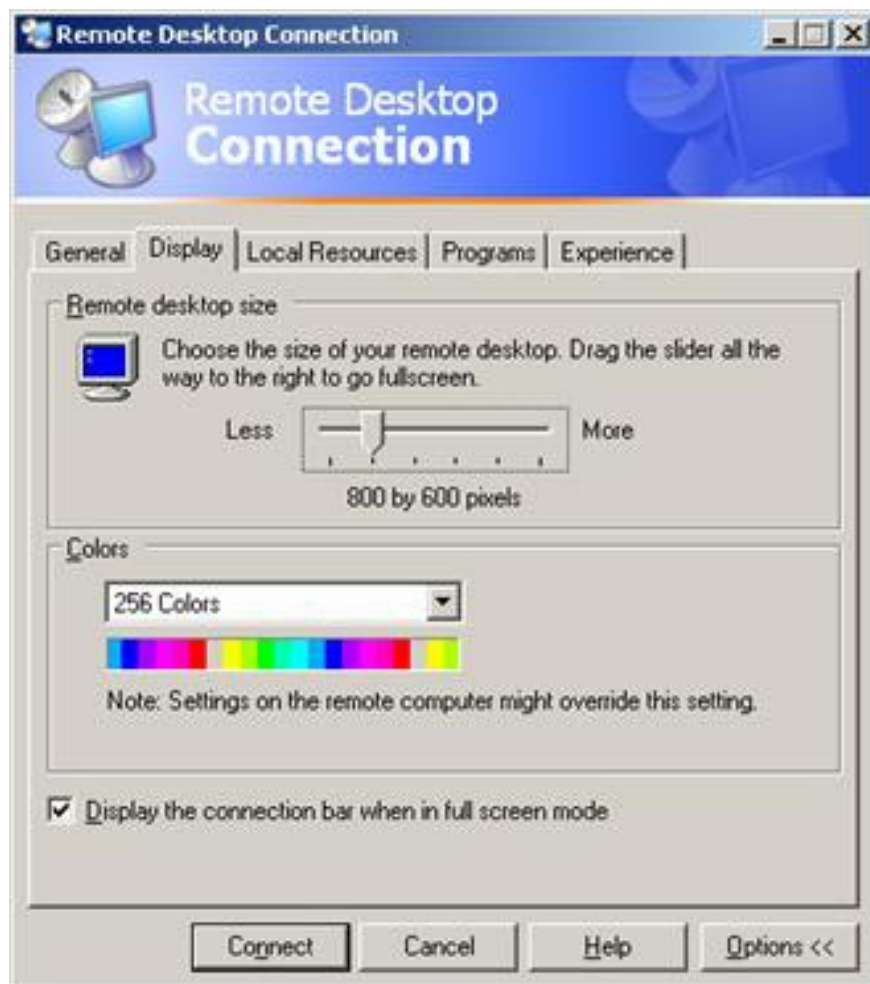 Remote Desktop Connection
Remote Desktop
Connection
General Display Local Resources Programs Experience
Remote desktop size
Choose the size of your remote desktop. Drag the slider all the
way to the right to go fullscreen.
Less More
800 by 600 pixels
Colors
256 Colors
Note: Settings on the remote computer might override this setting.
Display the connection bar when in full screen mode
Connect Cancel Help Options <<